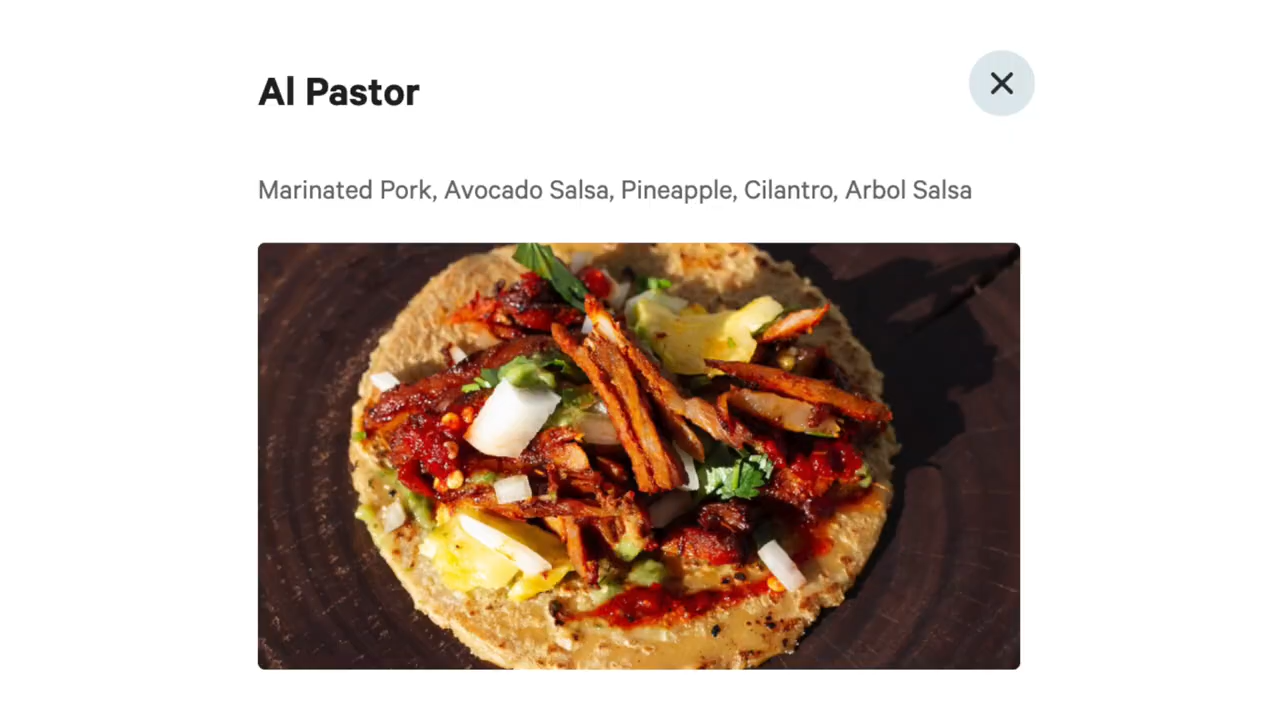 Al Pastor
Marinated Pork, Avocado Salsa, Pineapple, Cilantro, Arbol Salsa